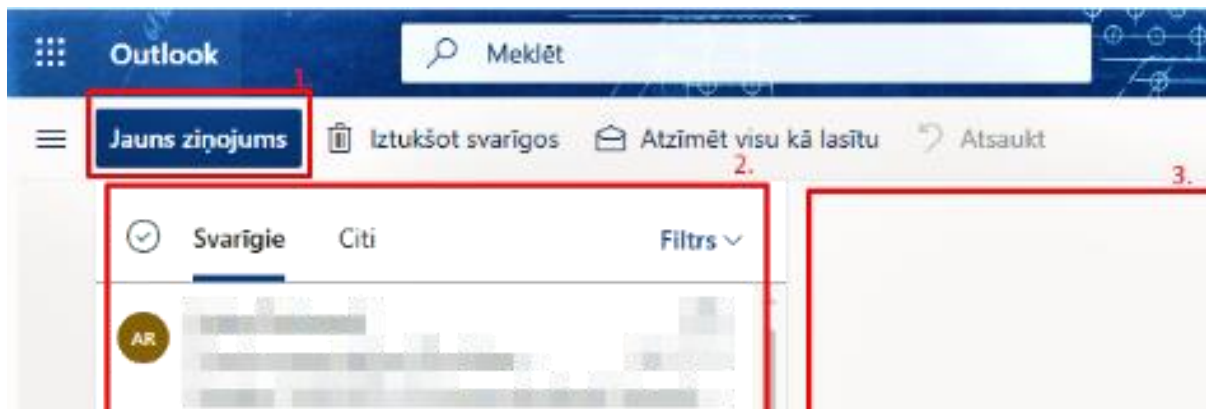 Outlook
Meklēt
1.
Jauns ziņojums
Iztukšot svarīgos
Atzīmēt visu kā lasītu
Atsaukt
2.
3.
Svarīgie
Citi
Filtrs
AR